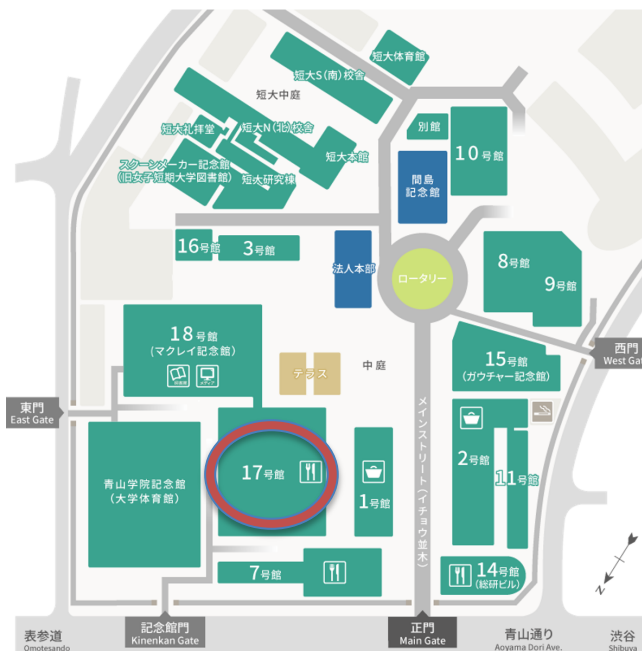 短大体育館
短大S(南)校舎
短大中庭
短大礼拝堂
短大N(北)校舎
短大本館
スクーンメーカー記念館
(旧女子短期大学図書館)
短大研究棟
別館
10号館
間島
記念館
16号館
3号館
法人本部
ロータリー
8号館
9号館
18号館
(マクレイ記念館)
テラス
中庭
15号館
(ガウチャー記念館)
西門
West Gate
東門
East Gate
メインストリート(イチョウ並木)
青山学院記念館
(大学体育館)
17号館
1号館
2号館
11号館
7号館
14号館
(総研ビル)
N
表参道
Omotesando
記念館門
Kinenkan Gate
正門
Main Gate
青山通り
Aoyama Dori Ave.
渋谷
Shibuya